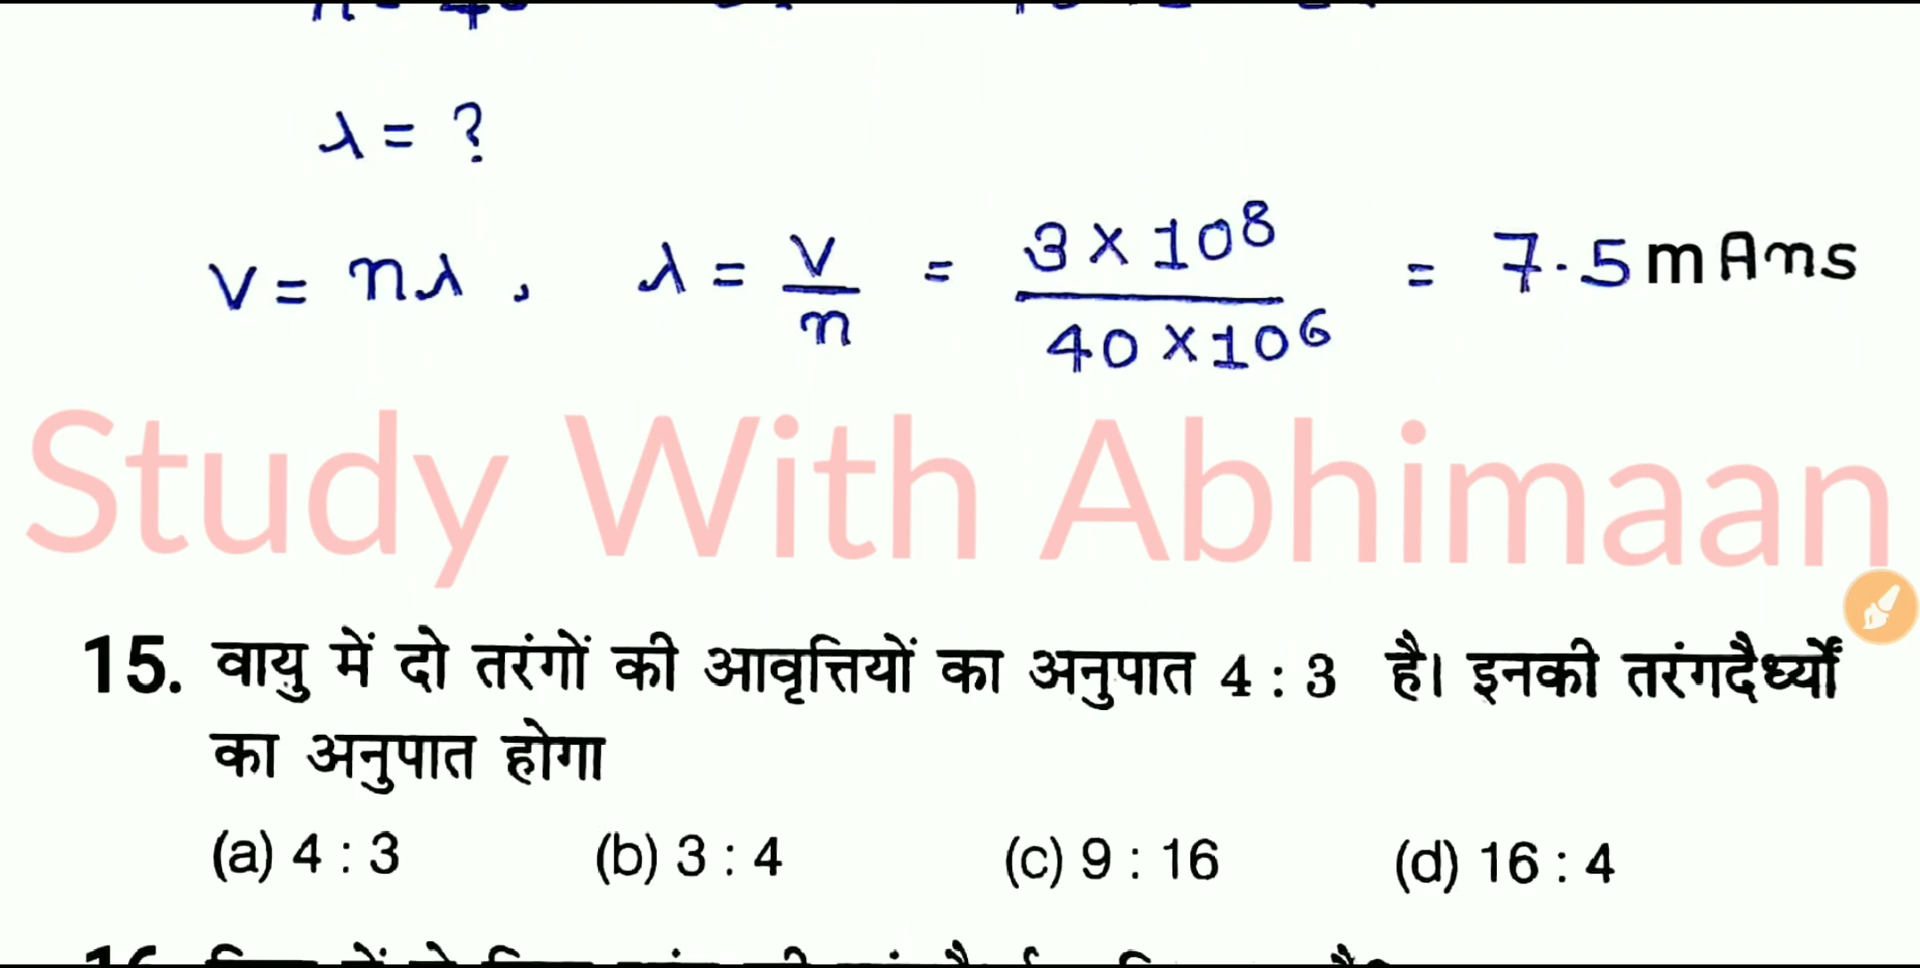 λ = ?
v = nλ , λ = v/n = 3 × 10⁸ / 40 × 10⁶ = 7.5 m Ans
Study With Abhimaan
15. वायु में दो तरंगों की आवृत्तियों का अनुपात 4 : 3 है। इनकी तरंगदैर्ध्यों
का अनुपात होगा
(a) 4 : 3 (b) 3 : 4 (c) 9 : 16 (d) 16 : 4